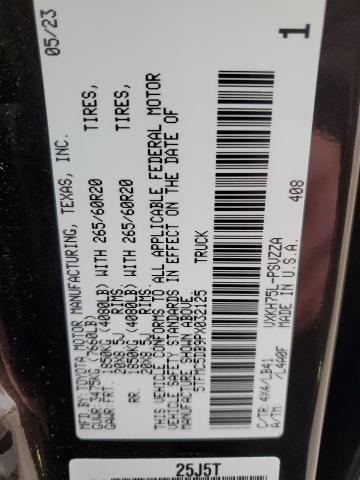 MFD BY: TOYOTA MOTOR MANUFACTURING, TEXAS, INC. 05/23
GVWR: 3475KG (7660LB)
GAWR: FRT. 1850KG (4080LB) WITH 265/60R20 TIRES,
20X8.5J RIMS,
RR. 1850KG (4080LB) WITH 265/60R20 TIRES,
20X8.5J RIMS.
THIS VEHICLE CONFORMS TO ALL APPLICABLE FEDERAL MOTOR
VEHICLE SAFETY STANDARDS IN EFFECT ON THE DATE OF
MANUFACTURE SHOWN ABOVE.
5TFMC5DB9PX032125 TRUCK
1
C/TR: 4X4/LB41 VXKH75L-PSVZZA
A/TM: /L4A0F MADE IN U.S.A. 408
25J5T